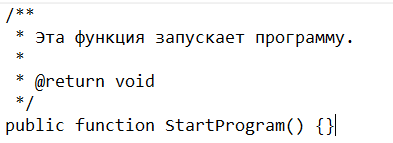 /**
 * Эта функция запускает программу.
 *
 * @return void
 */
public function StartProgram() {}